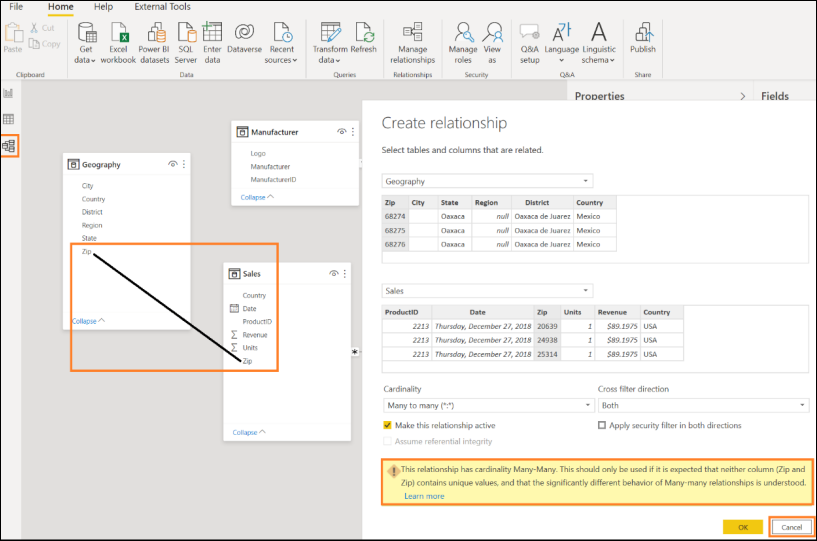 File Home Help External Tools
Paste Cut Copy
Get data Excel workbook Power BI datasets SQL Server Enter data Dataverse Recent sources Transform data Refresh Manage relationships Manage roles View as Q&A setup Language Linguistic schema Publish
Clipboard Data Queries Relationships Security Q&A Share
Properties Fields
Manufacturer
Logo
Manufacturer
ManufacturerID
Collapse
Geography
City
Country
District
Region
State
Zip
Collapse
Sales
Country
Date
ProductID
Σ Revenue
Σ Units
Zip
Collapse
*
Create relationship
Select tables and columns that are related.
Geography
Zip City State Region District Country
68274 Oaxaca null Oaxaca de Juarez Mexico
68275 Oaxaca null Oaxaca de Juarez Mexico
68276 Oaxaca null Oaxaca de Juarez Mexico
Sales
ProductID Date Zip Units Revenue Country
2213 Thursday, December 27, 2018 20639 1 $89.1975 USA
2213 Thursday, December 27, 2018 24938 1 $89.1975 USA
2213 Thursday, December 27, 2018 25314 1 $89.1975 USA
Cardinality Cross filter direction
Many to many (*:*) Both
Make this relationship active Apply security filter in both directions
Assume referential integrity
This relationship has cardinality Many-Many. This should only be used if it is expected that neither column (Zip and
Zip) contains unique values, and that the significantly different behavior of Many-many relationships is understood.
Learn more
OK Cancel